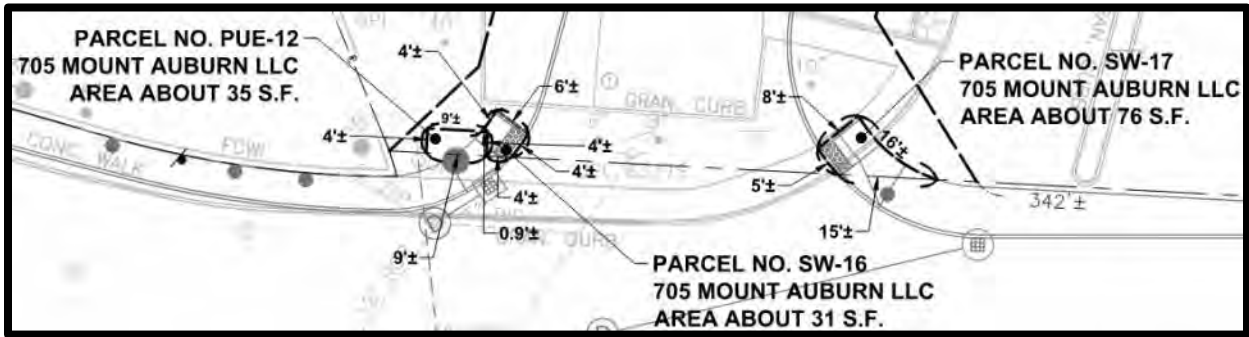 PARCEL NO. PUE-12
705 MOUNT AUBURN LLC
AREA ABOUT 35 S.F.
4'±
6'±
GRAN. CURB
8'±
PARCEL NO. SW-17
705 MOUNT AUBURN LLC
AREA ABOUT 76 S.F.
4'±
9'±
4'±
4'±
16'±
CONC. WALK
4'±
5'±
342'±
0.9'±
15'±
GRAN. CURB
9'±
PARCEL NO. SW-16
705 MOUNT AUBURN LLC
AREA ABOUT 31 S.F.